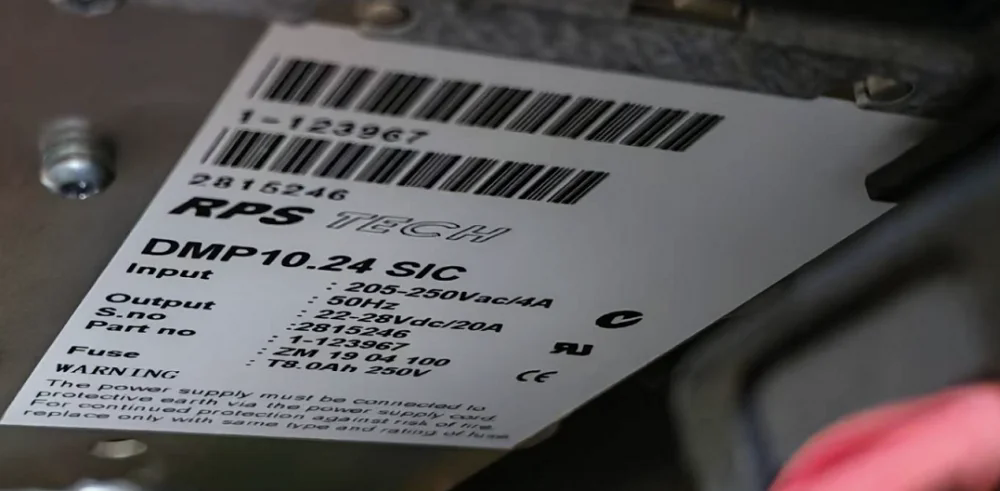 1-123967
2815246
RPS TECH
DMP10.24 SIC
Input : 205-250Vac/4A
: 50Hz
Output : 22-28Vdc/20A
S.no :2815246
Part no : 1-123967
: ZM 19 04 100
Fuse : T8.0Ah 250V
WARNING
The power supply must be connected to
protective earth via the power supply cord.
For continued protection against risk of fire,
replace only with same type and rating of fuse
CE